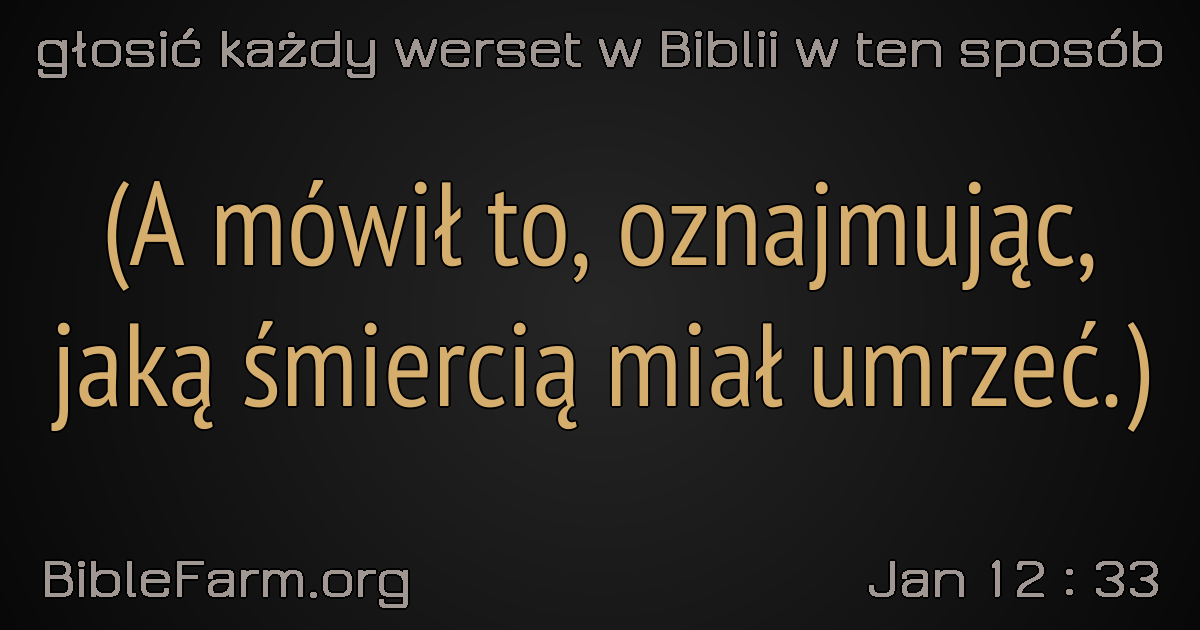 głosić każdy werset w Biblii w ten sposób
(A mówił to, oznajmując,
jaką śmiercią miał umrzeć.)
BibleFarm.org
Jan 12 : 33